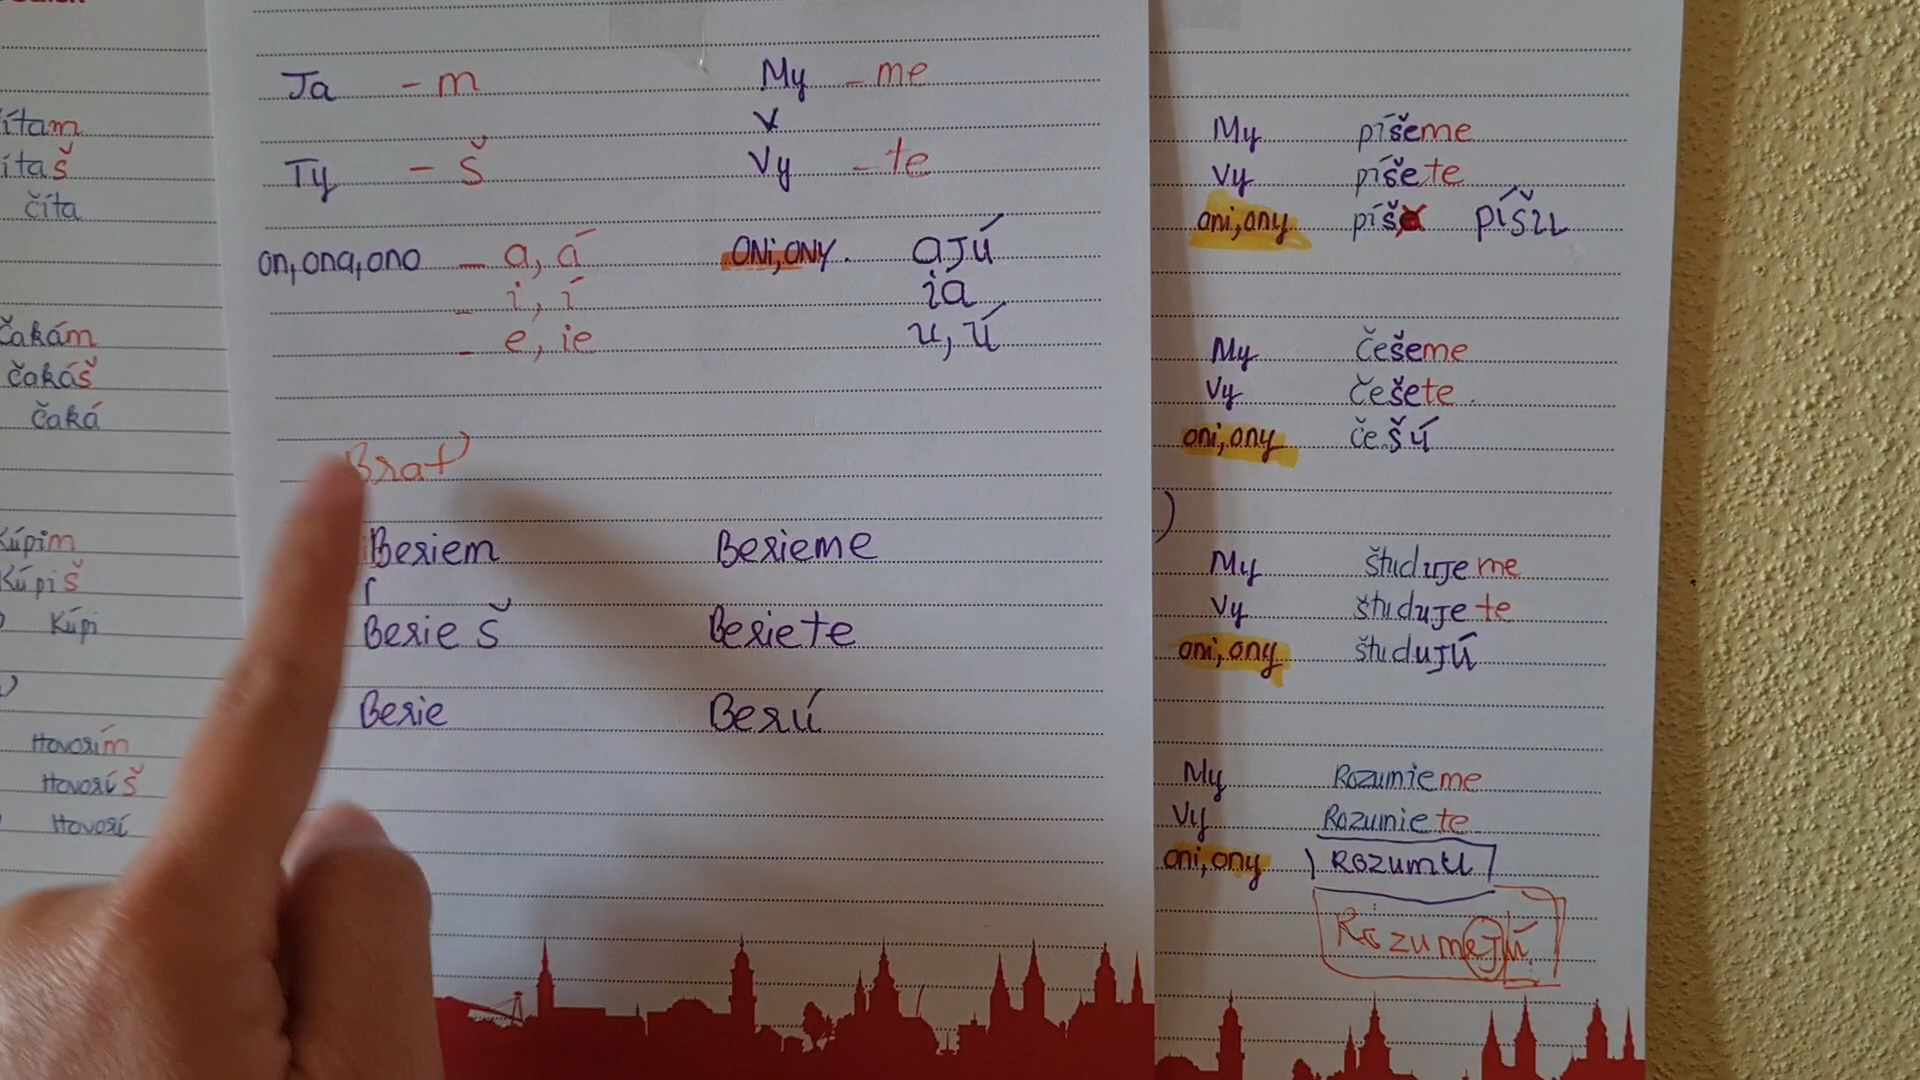 ítam
ítaš
číta
čakám
čakáš
čaká
Kúpim
Kúpiš
Kúpi
Hovorím
Hovoríš
Hovorí
Ja - m My - me
Ty - š Vy - te
on, ona, ono - a, á oni, ony. ajú
- i, í ia
- e, ie u, ú
Brať
Beriem Berieme
Berieš Beriete
Berie Berú
My píšeme
Vy píšete
oni, ony píš píšu
My češeme
Vy češete
oni, ony češú
)
My študujeme
Vy študujete
oni, ony študujú
My Rozumieme
Vy Rozumiete
oni, ony Rozumu
Rozumejú